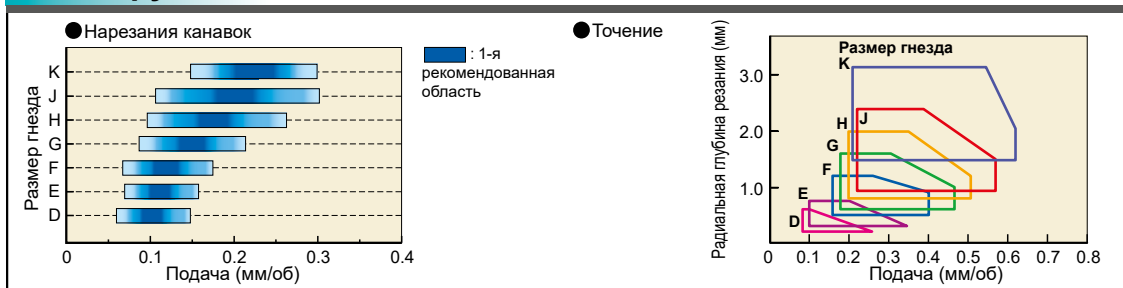 Нарезания канавок
K
J
H
G
F
E
D
Размер гнезда
0 0.1 0.2 0.3 0.4
Подача (мм/об)
: 1-я
рекомендованная
область
Точение
Радиальная глубина резания (мм)
3.0
2.0
1.0
Размер гнезда
K
J
H
G
F
E
D
0 0.1 0.2 0.3 0.4 0.5 0.6 0.7 0.8
Подача (мм/об)